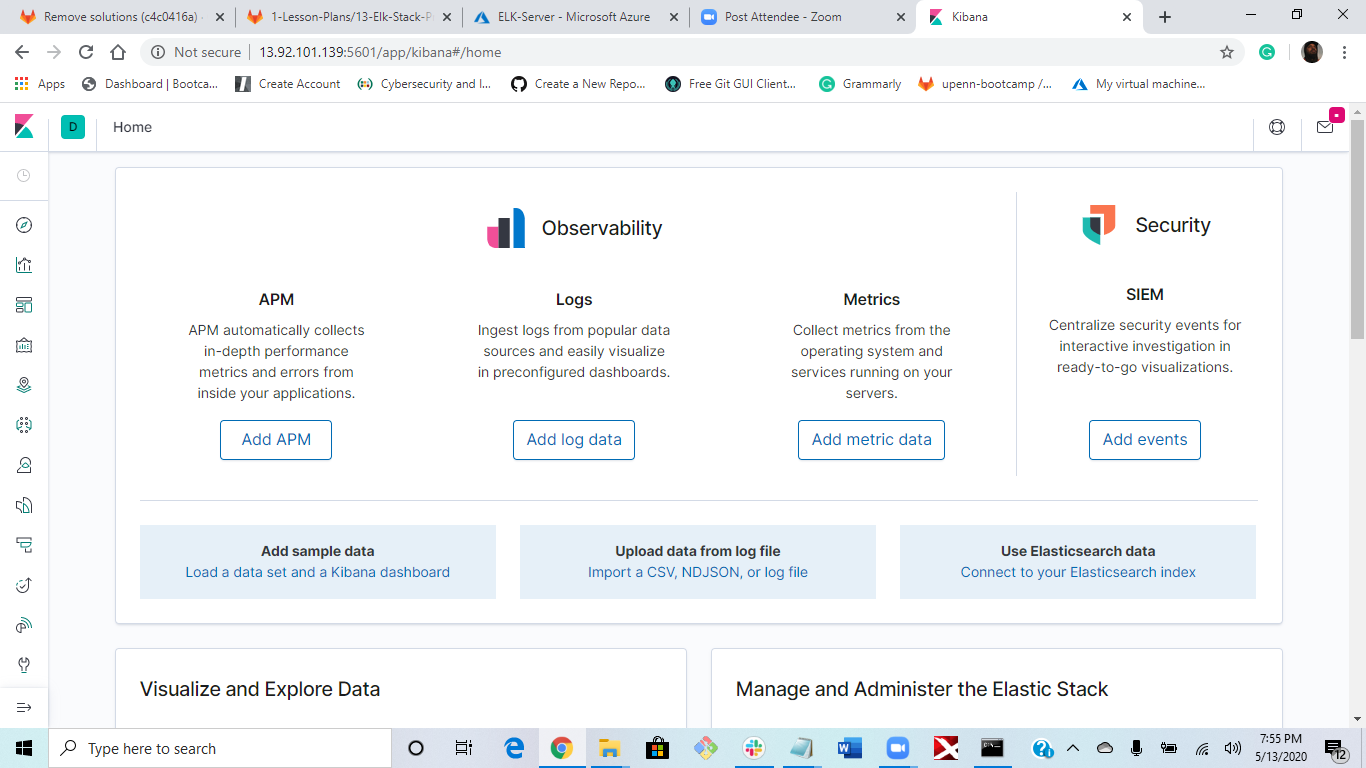 Remove solutions (c4c0416a)
1-Lesson-Plans/13-Elk-Stack-P
ELK-Server - Microsoft Azure
Post Attendee - Zoom
Kibana
Not secure
13.92.101.139:5601/app/kibana#/home
Apps
Dashboard | Bootca...
Create Account
Cybersecurity and I...
Create a New Repo...
Free Git GUI Client...
Grammarly
upenn-bootcamp /...
My virtual machine...
D
Home
Observability
Security
APM
APM automatically collects
in-depth performance
metrics and errors from
inside your applications.
Add APM
Logs
Ingest logs from popular data
sources and easily visualize
in preconfigured dashboards.
Add log data
Metrics
Collect metrics from the
operating system and
services running on your
servers.
Add metric data
SIEM
Centralize security events for
interactive investigation in
ready-to-go visualizations.
Add events
Add sample data
Load a data set and a Kibana dashboard
Upload data from log file
Import a CSV, NDJSON, or log file
Use Elasticsearch data
Connect to your Elasticsearch index
Visualize and Explore Data
Manage and Administer the Elastic Stack
Type here to search
7:55 PM
5/13/2020
12